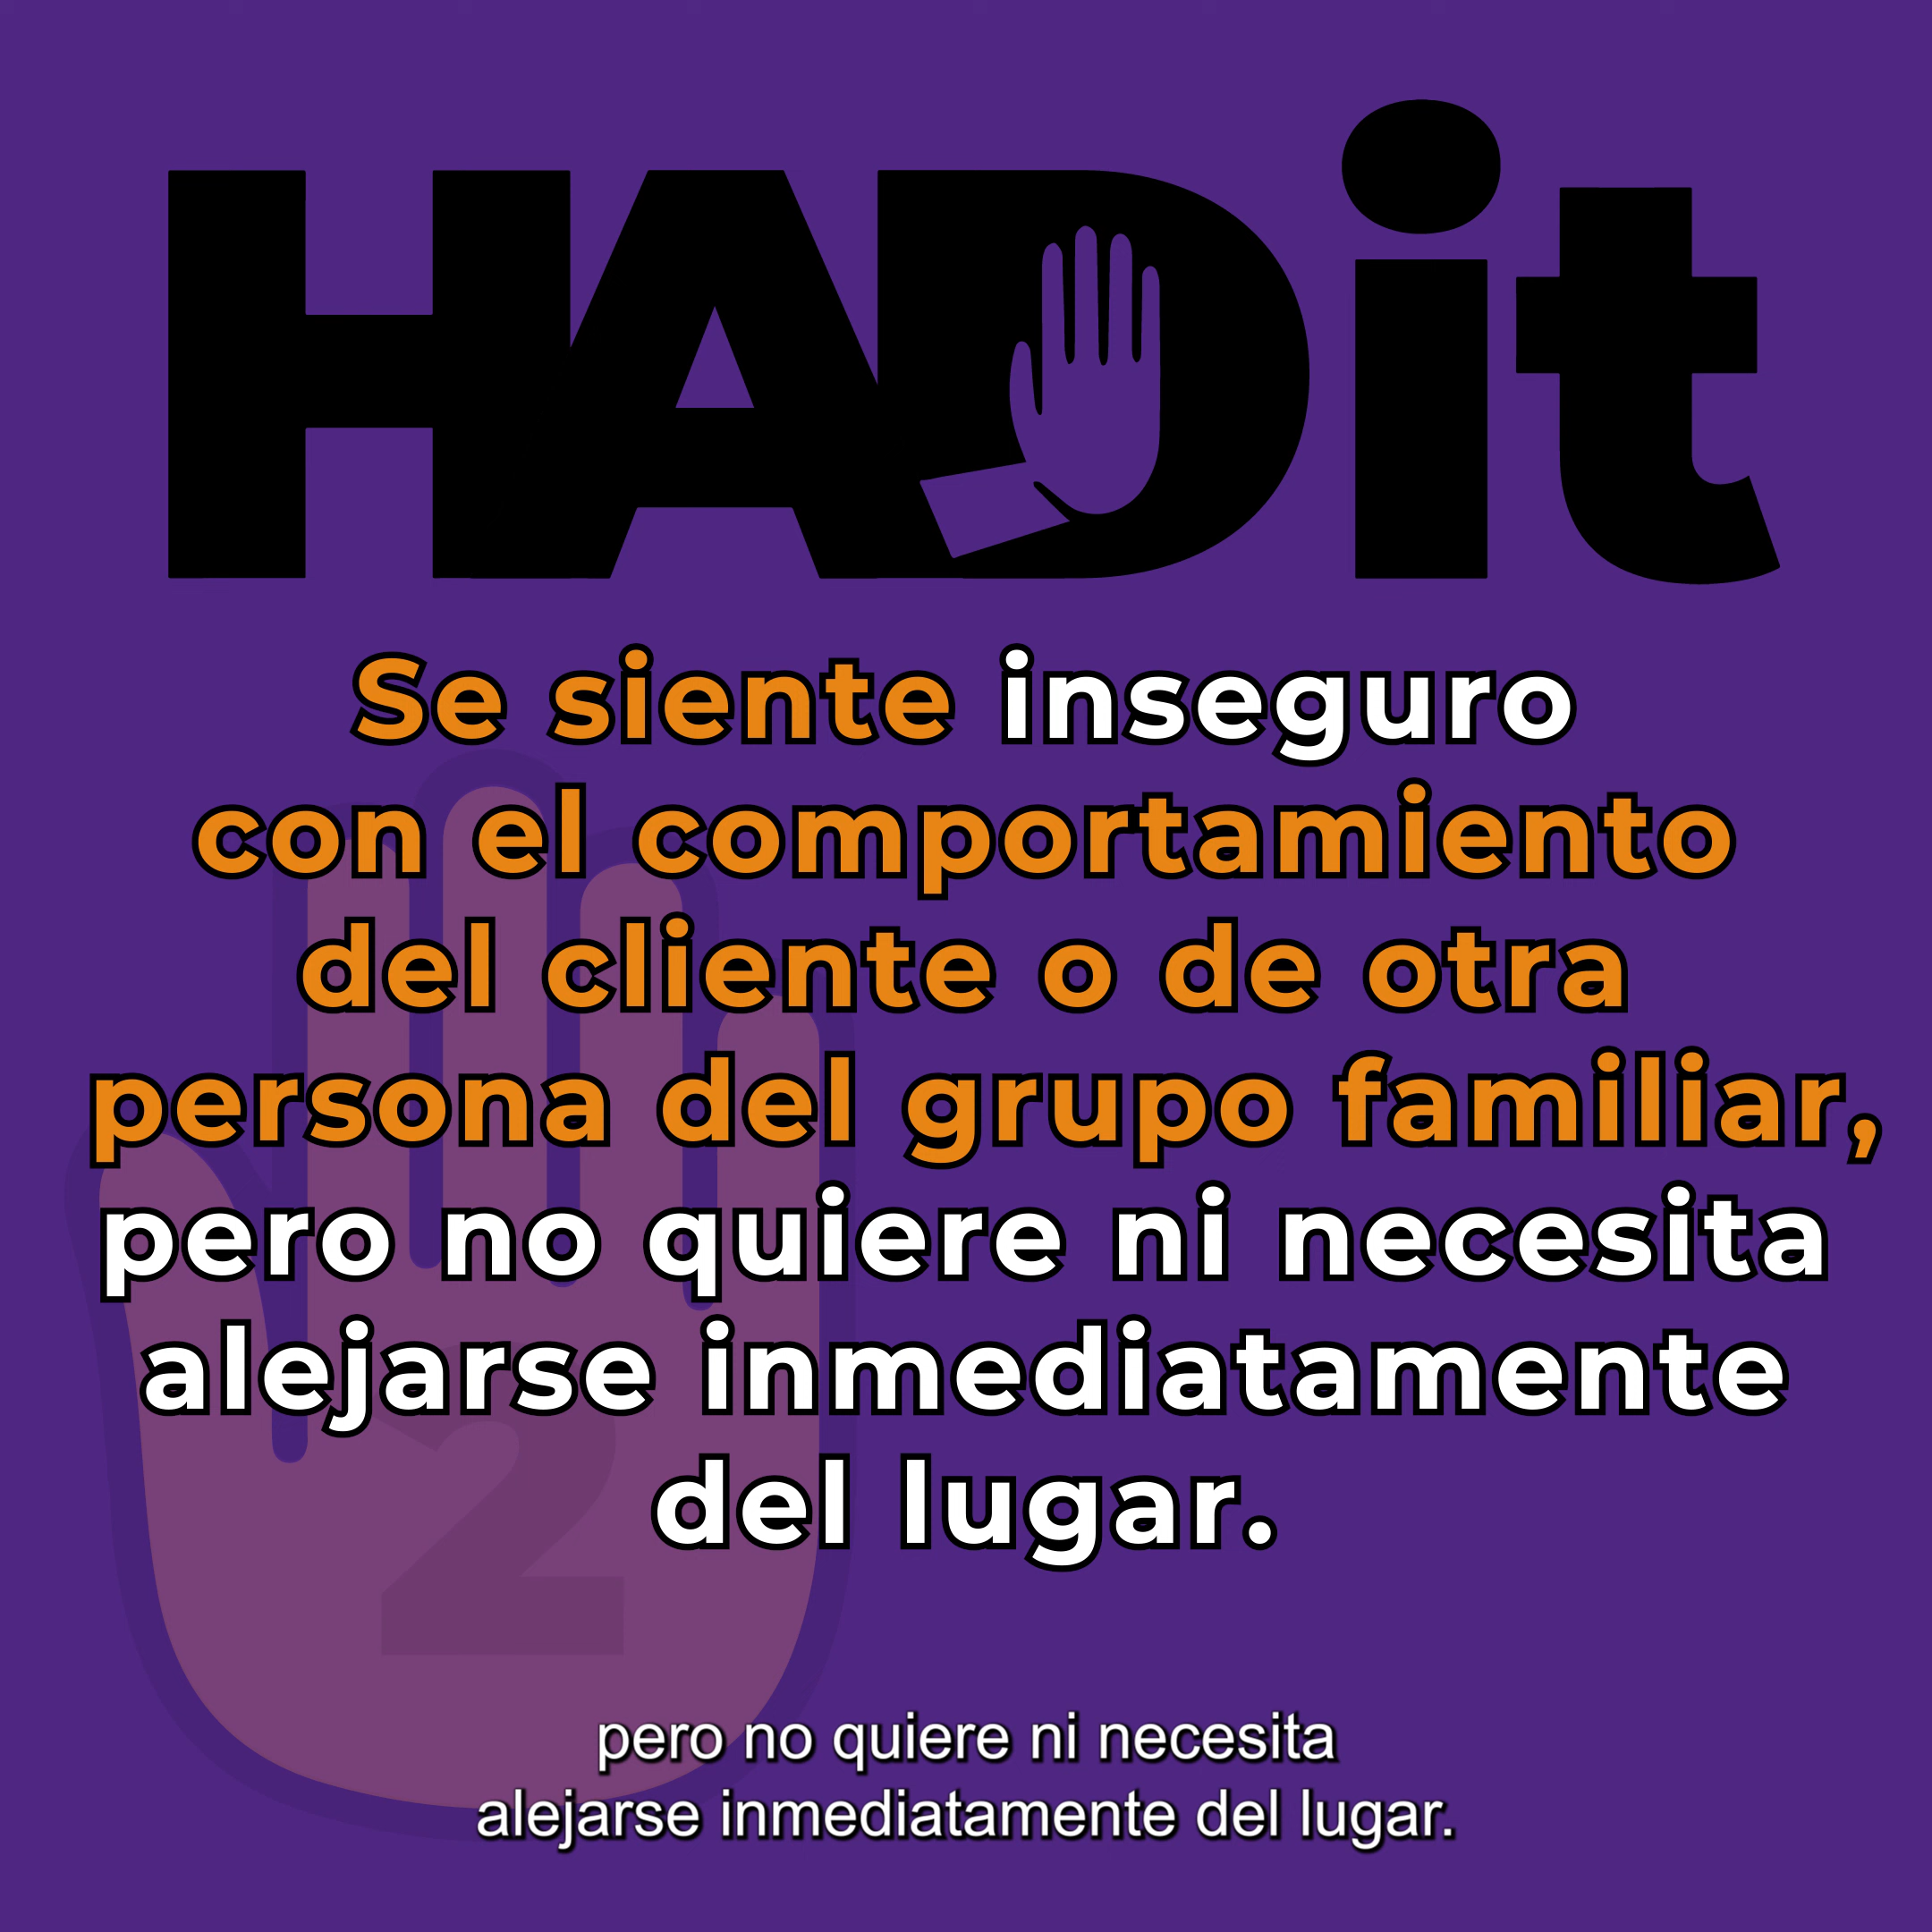 HADit
Se siente inseguro
con el comportamiento
del cliente o de otra
persona del grupo familiar,
pero no quiere ni necesita
alejarse inmediatamente
del lugar.
2
pero no quiere ni necesita
alejarse inmediatamente del lugar.